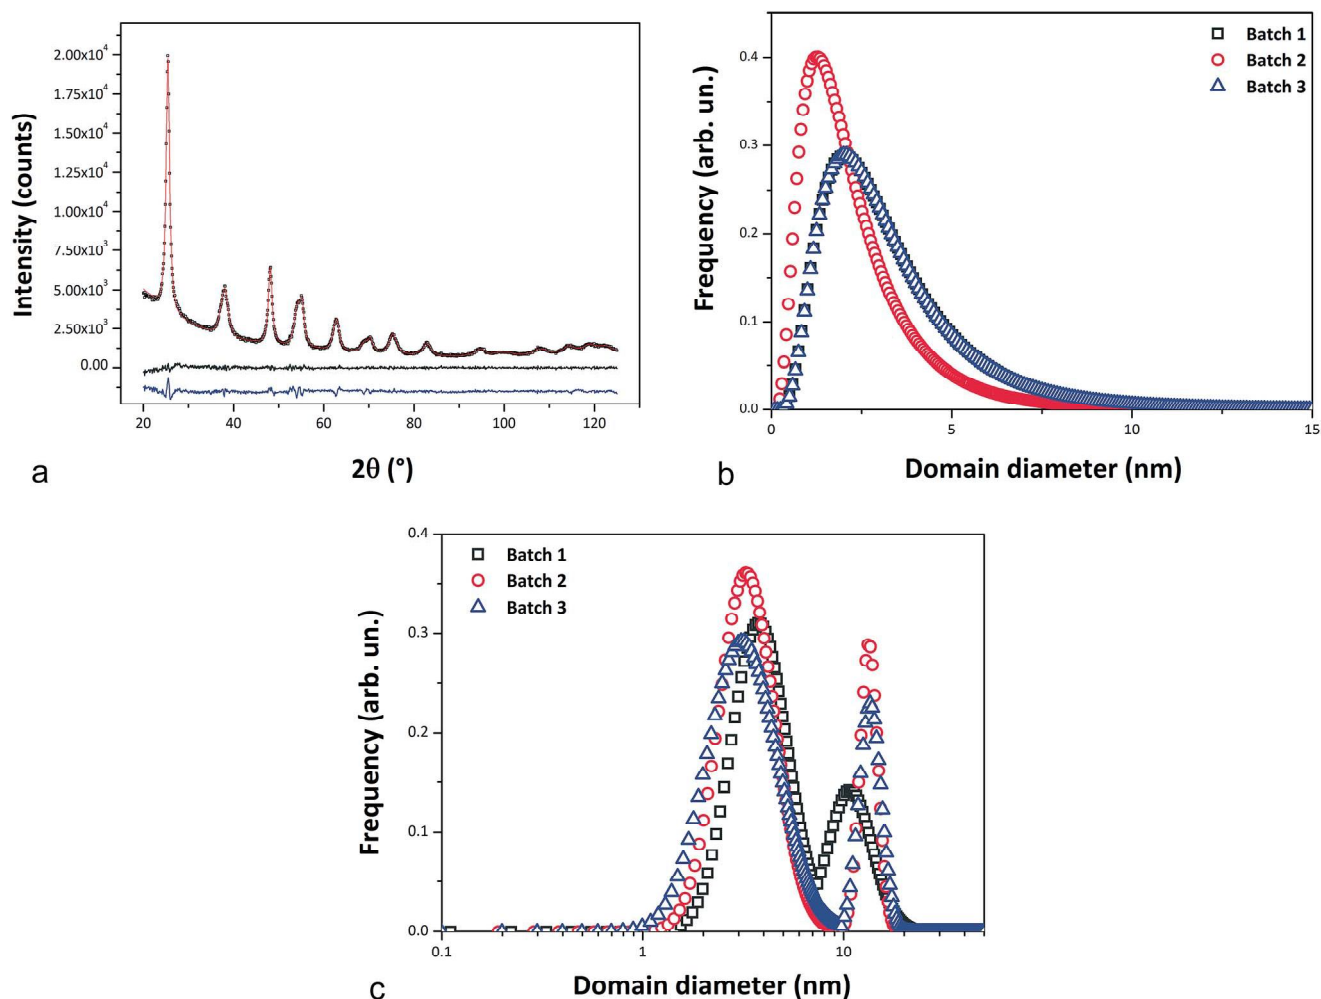 2.00x10⁴
1.75x10⁴
1.50x10⁴
1.25x10⁴
1.00x10⁴
7.50x10³
5.00x10³
2.50x10³
0.00
Intensity (counts)
20 40 60 80 100 120
2θ (°)
a
Batch 1
Batch 2
Batch 3
0.4
0.3
0.2
0.1
0.0
Frequency (arb. un.)
0 5 10 15
Domain diameter (nm)
b
Batch 1
Batch 2
Batch 3
0.4
0.3
0.2
0.1
0.0
Frequency (arb. un.)
0.1 1 10
Domain diameter (nm)
c